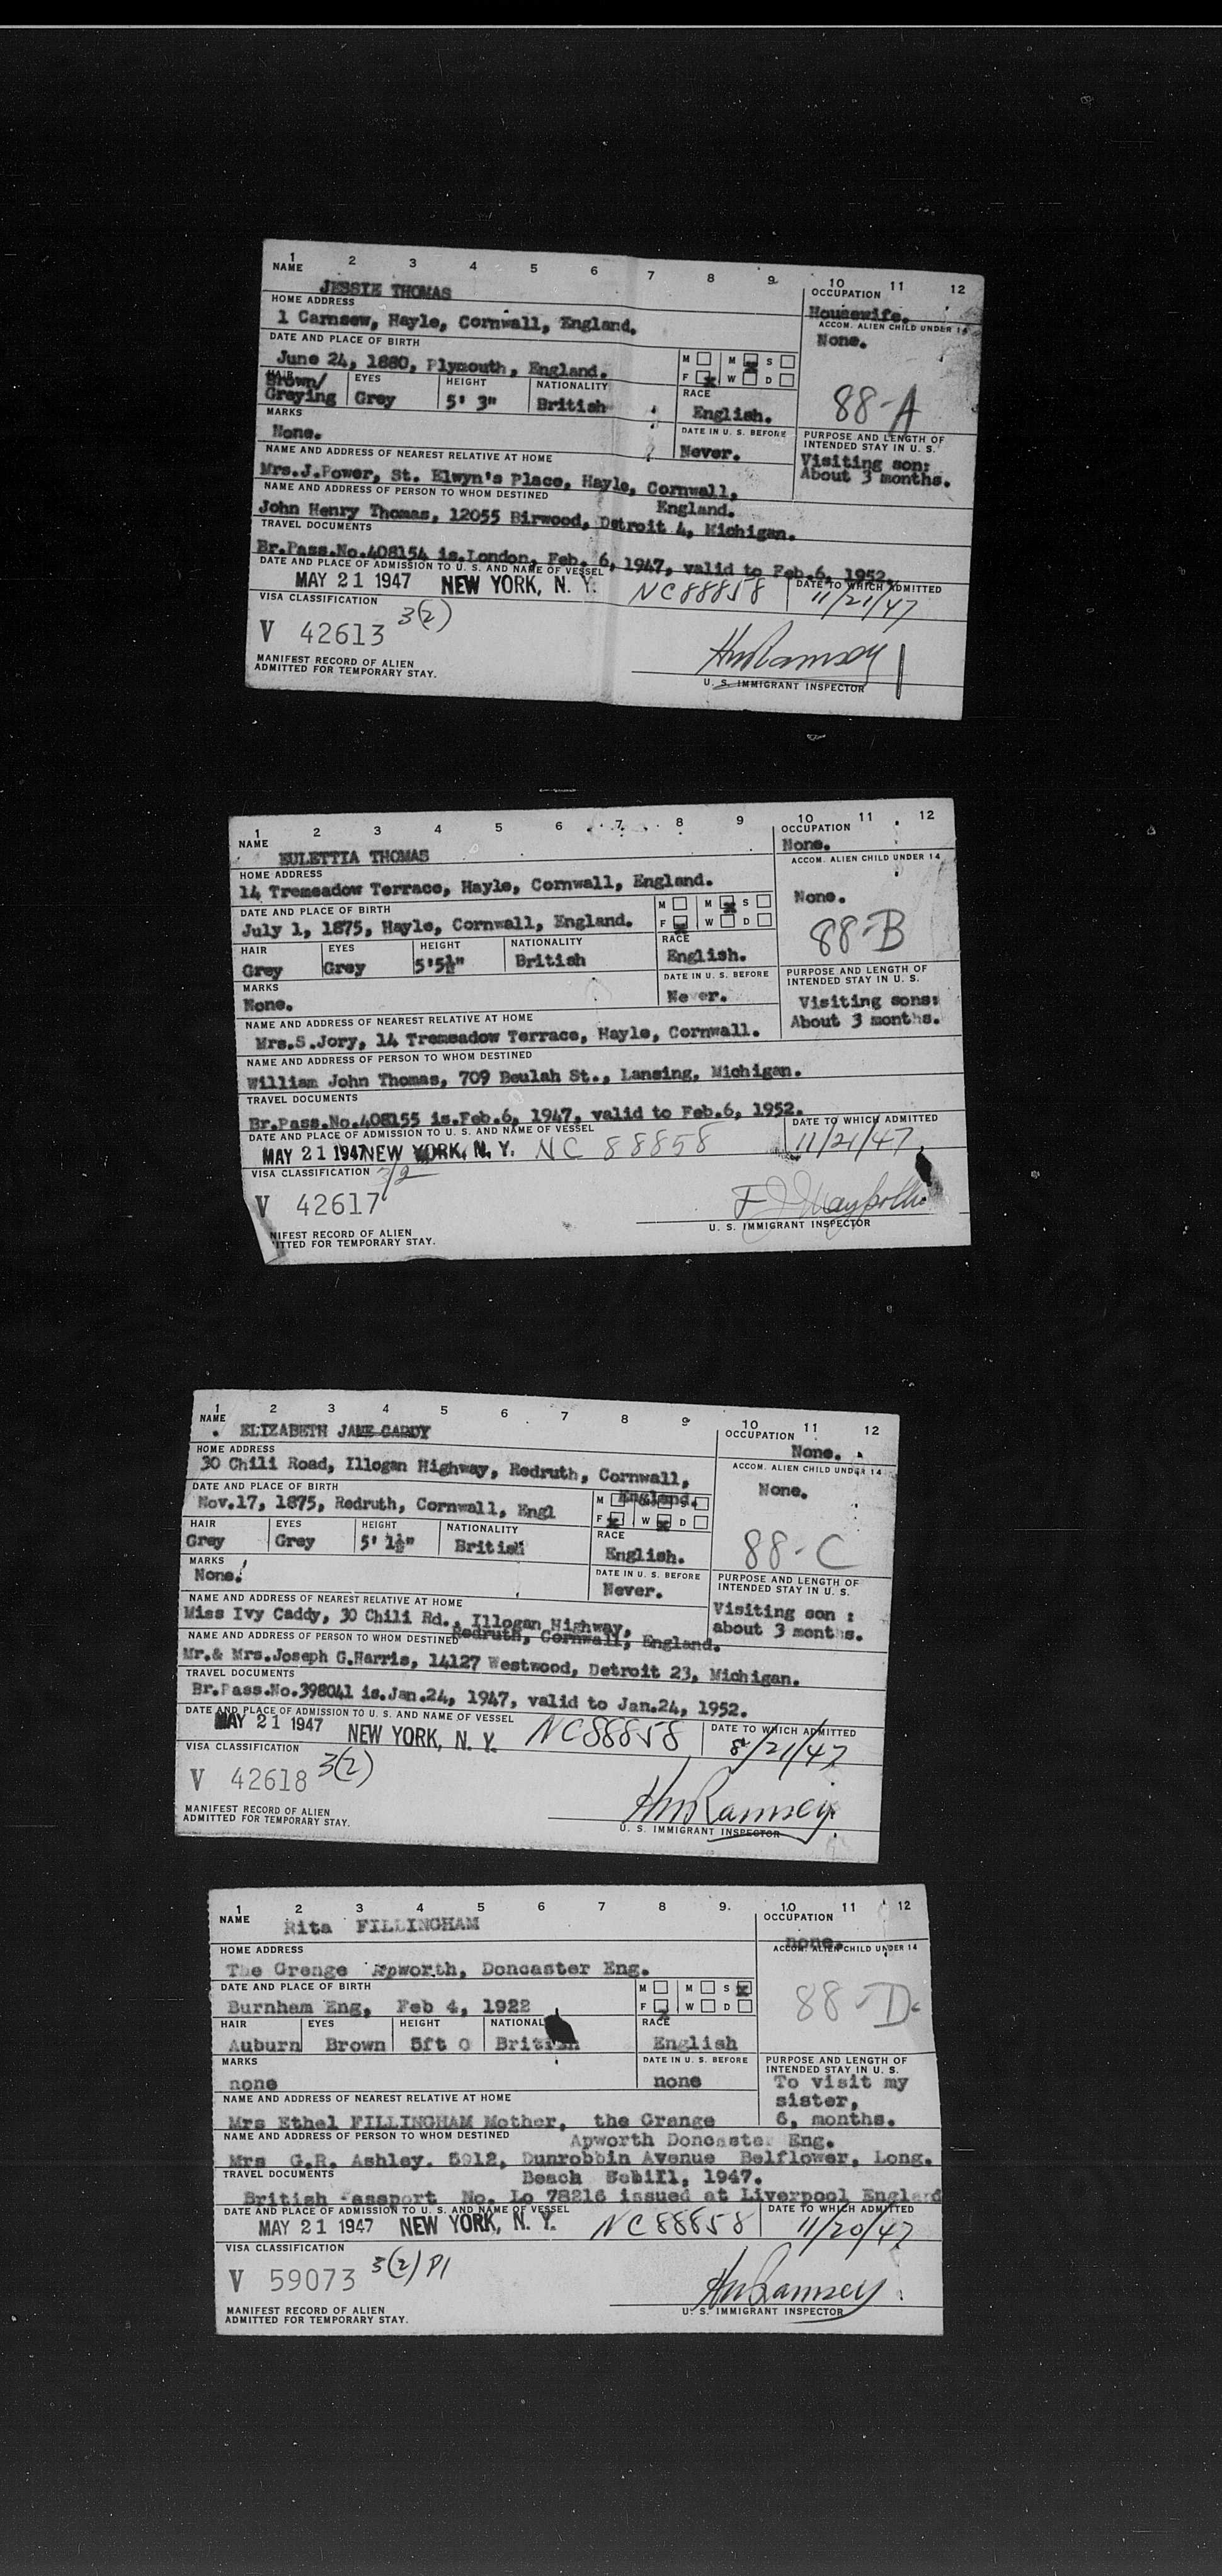 1 2 3 4 5 6 7 8 9 10 11 12
NAME
JESSIE THOMAS
OCCUPATION
Housewife.
HOME ADDRESS
1 Carnsew, Hayle, Cornwall, England.
ACCOM. ALIEN CHILD UNDER 14
None.
DATE AND PLACE OF BIRTH
June 24, 1880, Plymouth, England.
M M S
F W D
HAIR EYES HEIGHT NATIONALITY RACE
Brown/
Greying Grey 5' 3" British English.
88-A
MARKS
None.
DATE IN U. S. BEFORE
Never.
PURPOSE AND LENGTH OF
INTENDED STAY IN U. S.
Visiting son:
About 3 months.
NAME AND ADDRESS OF NEAREST RELATIVE AT HOME
Mrs.J.Power, St. Elwyn's Place, Hayle, Cornwall,
England.
NAME AND ADDRESS OF PERSON TO WHOM DESTINED
John Henry Thomas, 12055 Birwood, Detroit 4, Michigan.
TRAVEL DOCUMENTS
Br.Pass.No.408154 is.London, Feb. 6, 1947, valid to Feb.6, 1952.
DATE AND PLACE OF ADMISSION TO U. S. AND NAME OF VESSEL
MAY 21 1947 NEW YORK, N. Y. NC88858
DATE TO WHICH ADMITTED
11/21/47
VISA CLASSIFICATION
V 42613 3(2)
HM Ramsey
MANIFEST RECORD OF ALIEN
ADMITTED FOR TEMPORARY STAY.
U. S. IMMIGRANT INSPECTOR
1 2 3 4 5 6 7 8 9 10 11 12
NAME
EULETTIA THOMAS
OCCUPATION
None.
HOME ADDRESS
14 Tremeadow Terrace, Hayle, Cornwall, England.
ACCOM. ALIEN CHILD UNDER 14
None.
DATE AND PLACE OF BIRTH
July 1, 1875, Hayle, Cornwall, England.
M M S
F W D
88-B
HAIR EYES HEIGHT NATIONALITY RACE
Grey Grey 5'5½" British English.
MARKS
None.
DATE IN U. S. BEFORE
Never.
PURPOSE AND LENGTH OF
INTENDED STAY IN U. S.
Visiting sons:
About 3 months.
NAME AND ADDRESS OF NEAREST RELATIVE AT HOME
Mrs.S.Jory, 14 Tremeadow Terrace, Hayle, Cornwall.
NAME AND ADDRESS OF PERSON TO WHOM DESTINED
William John Thomas, 709 Beulah St., Lansing, Michigan.
TRAVEL DOCUMENTS
Br.Pass.No.408155 is.Feb.6, 1947, valid to Feb.6, 1952.
DATE AND PLACE OF ADMISSION TO U. S. AND NAME OF VESSEL
MAY 21 1947 NEW YORK, N. Y. NC 88858
DATE TO WHICH ADMITTED
11/21/47
VISA CLASSIFICATION 3/2
V 42617
NIFEST RECORD OF ALIEN
ITTED FOR TEMPORARY STAY.
U. S. IMMIGRANT INSPECTOR
1 2 3 4 5 6 7 8 9 10 11 12
NAME
ELIZABETH JANE CADDY
OCCUPATION
None.
HOME ADDRESS
30 Chili Road, Illogan Highway, Redruth, Cornwall,
England.
ACCOM. ALIEN CHILD UNDER 14
None.
DATE AND PLACE OF BIRTH
Nov.17, 1875, Redruth, Cornwall, Engl
M M S
F W D
HAIR EYES HEIGHT NATIONALITY RACE
Grey Grey 5' 1½" British English.
88-C
MARKS
None.
DATE IN U. S. BEFORE
Never.
PURPOSE AND LENGTH OF
INTENDED STAY IN U. S.
Visiting son :
about 3 months.
NAME AND ADDRESS OF NEAREST RELATIVE AT HOME
Miss Ivy Caddy, 30 Chili Rd., Illogan Highway,
Redruth, Cornwall, England.
NAME AND ADDRESS OF PERSON TO WHOM DESTINED
Mr.& Mrs.Joseph G.Harris, 14127 Westwood, Detroit 23, Michigan.
TRAVEL DOCUMENTS
Br.Pass.No.398041 is.Jan.24, 1947, valid to Jan.24, 1952.
DATE AND PLACE OF ADMISSION TO U. S. AND NAME OF VESSEL
MAY 21 1947 NEW YORK, N. Y. NC88858
DATE TO WHICH ADMITTED
8/21/47
VISA CLASSIFICATION
V 42618 3(2)
HM Ramsey
MANIFEST RECORD OF ALIEN
ADMITTED FOR TEMPORARY STAY.
U. S. IMMIGRANT INSPECTOR
1 2 3 4 5 6 7 8 9 10 11 12
NAME
Rita FILLINGHAM
OCCUPATION
none.
HOME ADDRESS
The Grange Apworth, Doncaster Eng.
ACCOM. ALIEN CHILD UNDER 14
DATE AND PLACE OF BIRTH
Burnham Eng, Feb 4, 1922
M M S
F W D
88-D
HAIR EYES HEIGHT NATIONAL RACE
Auburn Brown 5ft 0 British English
MARKS
none
DATE IN U. S. BEFORE
none
PURPOSE AND LENGTH OF
INTENDED STAY IN U. S.
To visit my
sister,
6, months.
NAME AND ADDRESS OF NEAREST RELATIVE AT HOME
Mrs Ethel FILLINGHAM Mother, the Grange
Apworth Doncaster Eng.
NAME AND ADDRESS OF PERSON TO WHOM DESTINED
Mrs G.R. Ashley. 5912, Dunrobbin Avenue Belflower, Long.
Beach 1947.
TRAVEL DOCUMENTS
British Passport No. Lo 78216 issued at Liverpool England
DATE AND PLACE OF ADMISSION TO U. S. AND NAME OF VESSEL
MAY 21 1947 NEW YORK, N. Y. NC88858
DATE TO WHICH ADMITTED
11/20/47
VISA CLASSIFICATION
V 59073 3(2) P1
HM Ramsey
MANIFEST RECORD OF ALIEN
ADMITTED FOR TEMPORARY STAY.
U. S. IMMIGRANT INSPECTOR